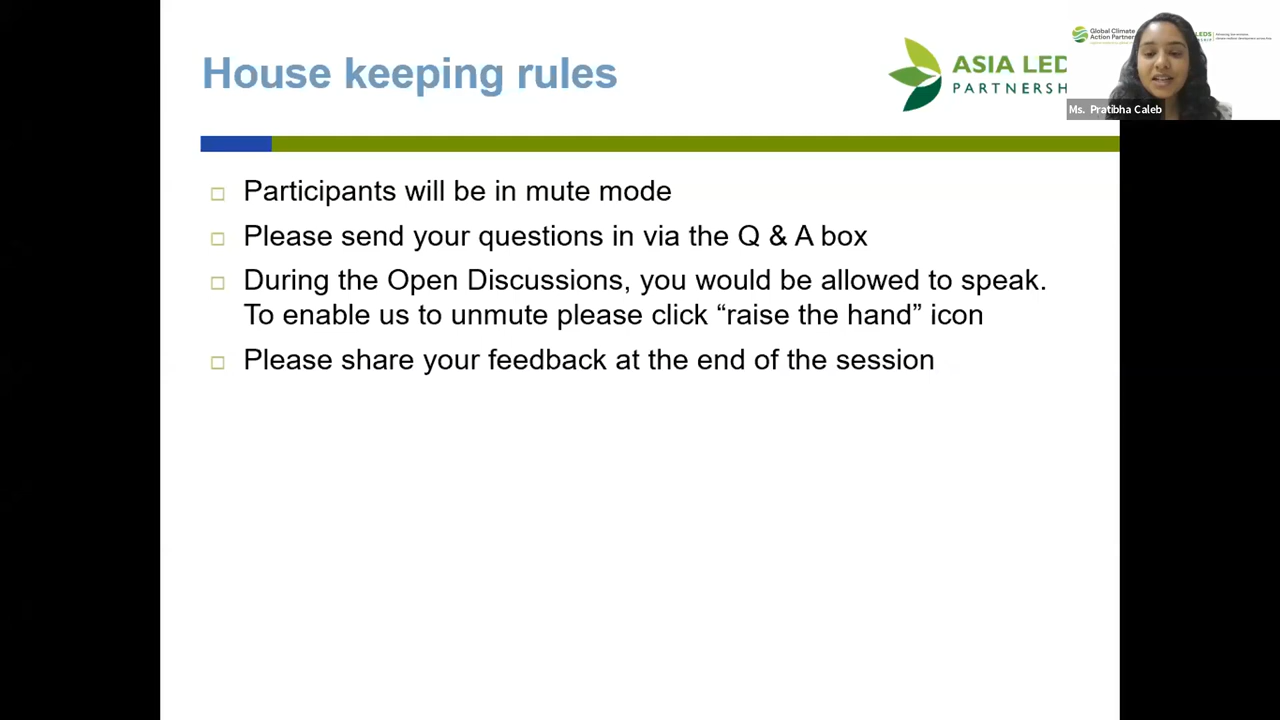 House keeping rules
ASIA LED
PARTNERSH
Global Climate
Action Partner
LEDS
Ms. Pratibha Caleb
Participants will be in mute mode
Please send your questions in via the Q & A box
During the Open Discussions, you would be allowed to speak.
To enable us to unmute please click “raise the hand” icon
Please share your feedback at the end of the session